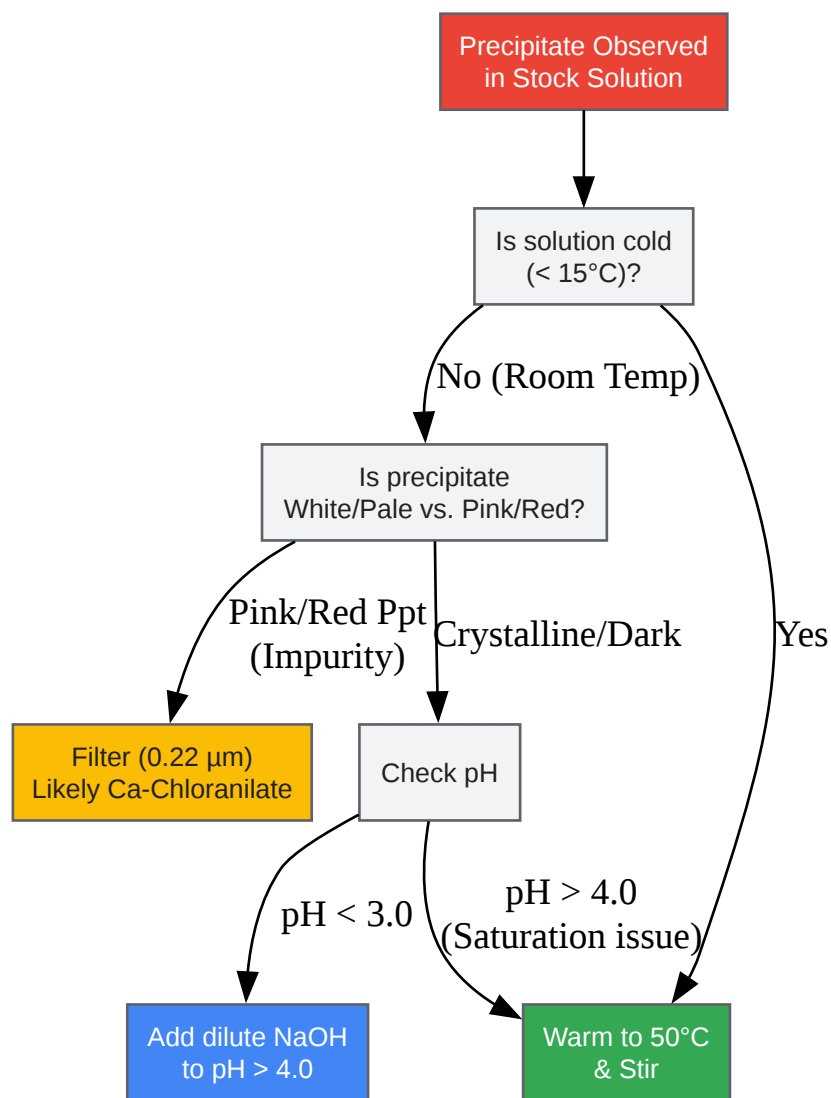 Precipitate Observed
in Stock Solution
Is solution cold
(< 15°C)?
No (Room Temp)
Is precipitate
White/Pale vs. Pink/Red?
Pink/Red Ppt
(Impurity)
Crystalline/Dark
Yes
Filter (0.22 µm)
Likely Ca-Chloranilate
Check pH
pH < 3.0
pH > 4.0
(Saturation issue)
Add dilute NaOH
to pH > 4.0
Warm to 50°C
& Stir